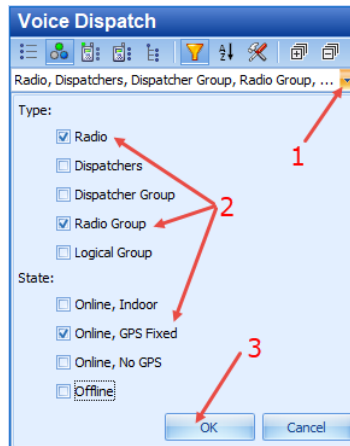 Voice Dispatch
Radio, Dispatchers, Dispatcher Group, Radio Group, ...
1
Type:
Radio
Dispatchers
Dispatcher Group
2
Radio Group
Logical Group
State:
Online, Indoor
Online, GPS Fixed
3
Online, No GPS
Offline
OK Cancel